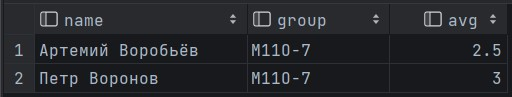 name group avg
1 Артемий Воробьёв М110-7 2.5
2 Петр Воронов М110-7 3